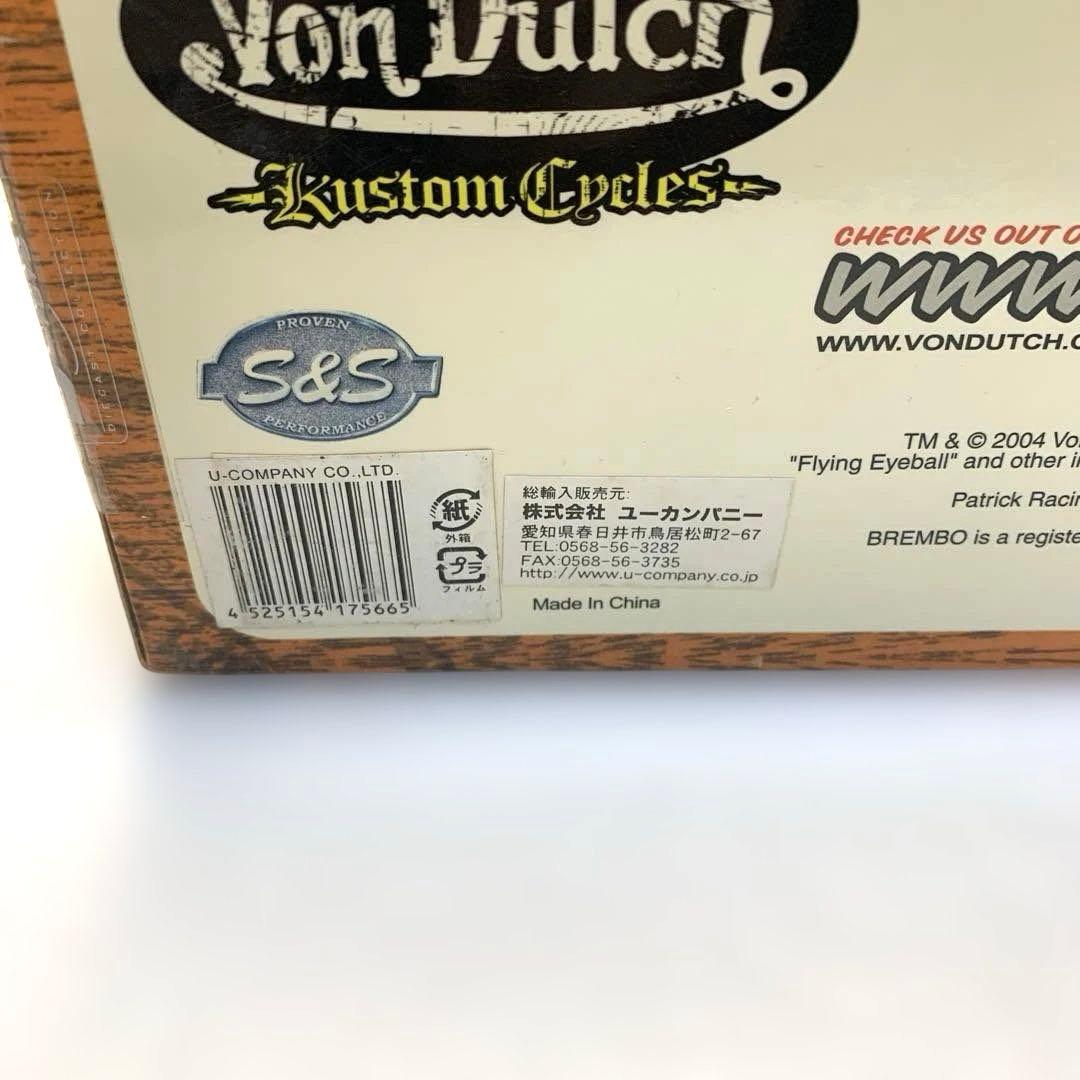 Von Dutch
Kustom Cycles
CHECK US OUT
www
WWW.VONDUTCH.
PROVEN
S&S
PERFORMANCE
DIECAST COLLECTION
TM & © 2004
"Flying Eyeball" and other
Patrick
BREMBO is a
U-COMPANY CO.,LTD.
4 525154 175665
紙
外箱
プラ
フィルム
総輸入販売元:
株式会社 ユーカンパニー
愛知県春日井市鳥居松町2-67
TEL:0568-56-3282
FAX:0568-56-3735
http://www.u-company.co.jp
Made In China